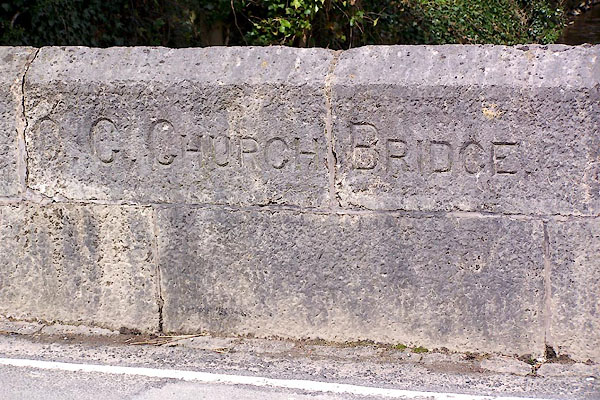 C. C. CHURCH BRIDGE.